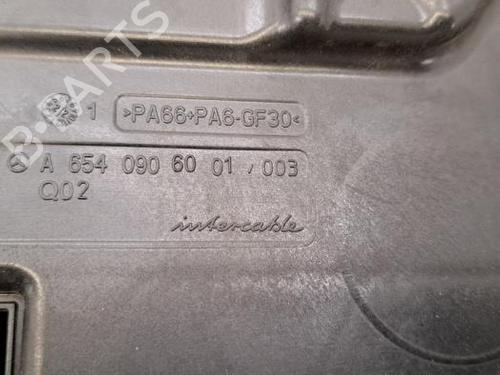 1 >PA66+PA6-GF30<
A 654 090 60 01 / 003
Q02
intercable
B-PARTS